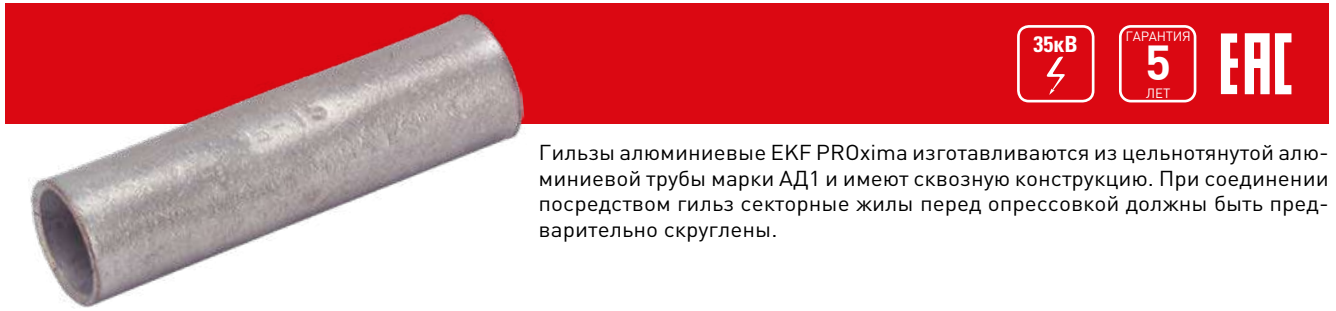 35кВ
ГАРАНТИЯ
5
ЛЕТ
EAC
Гильзы алюминиевые EKF PROxima изготавливаются из цельнотянутой алю-
миниевой трубы марки АД1 и имеют сквозную конструкцию. При соединении
посредством гильз секторные жилы перед опрессовкой должны быть пред-
варительно скруглены.